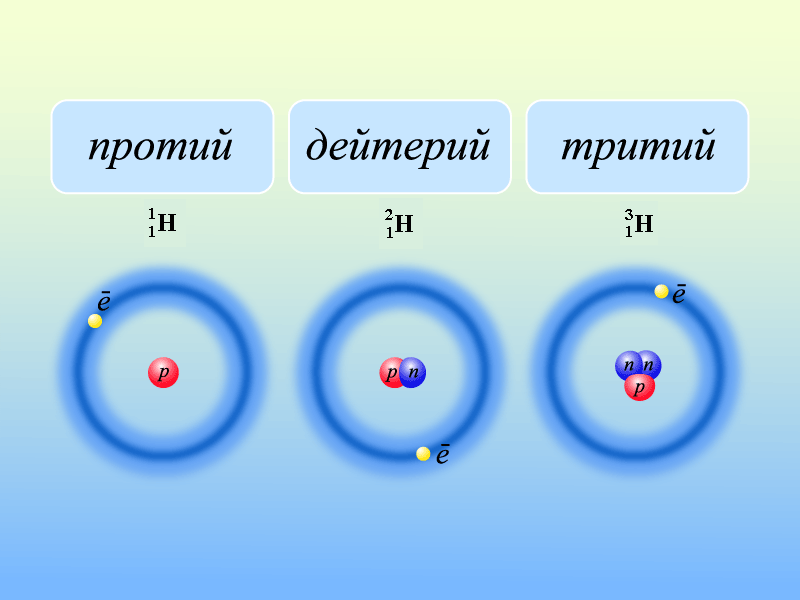 протий дейтерий тритий
¹₁H ²₁H ³₁H
ē ē
p p n n n
p
ē